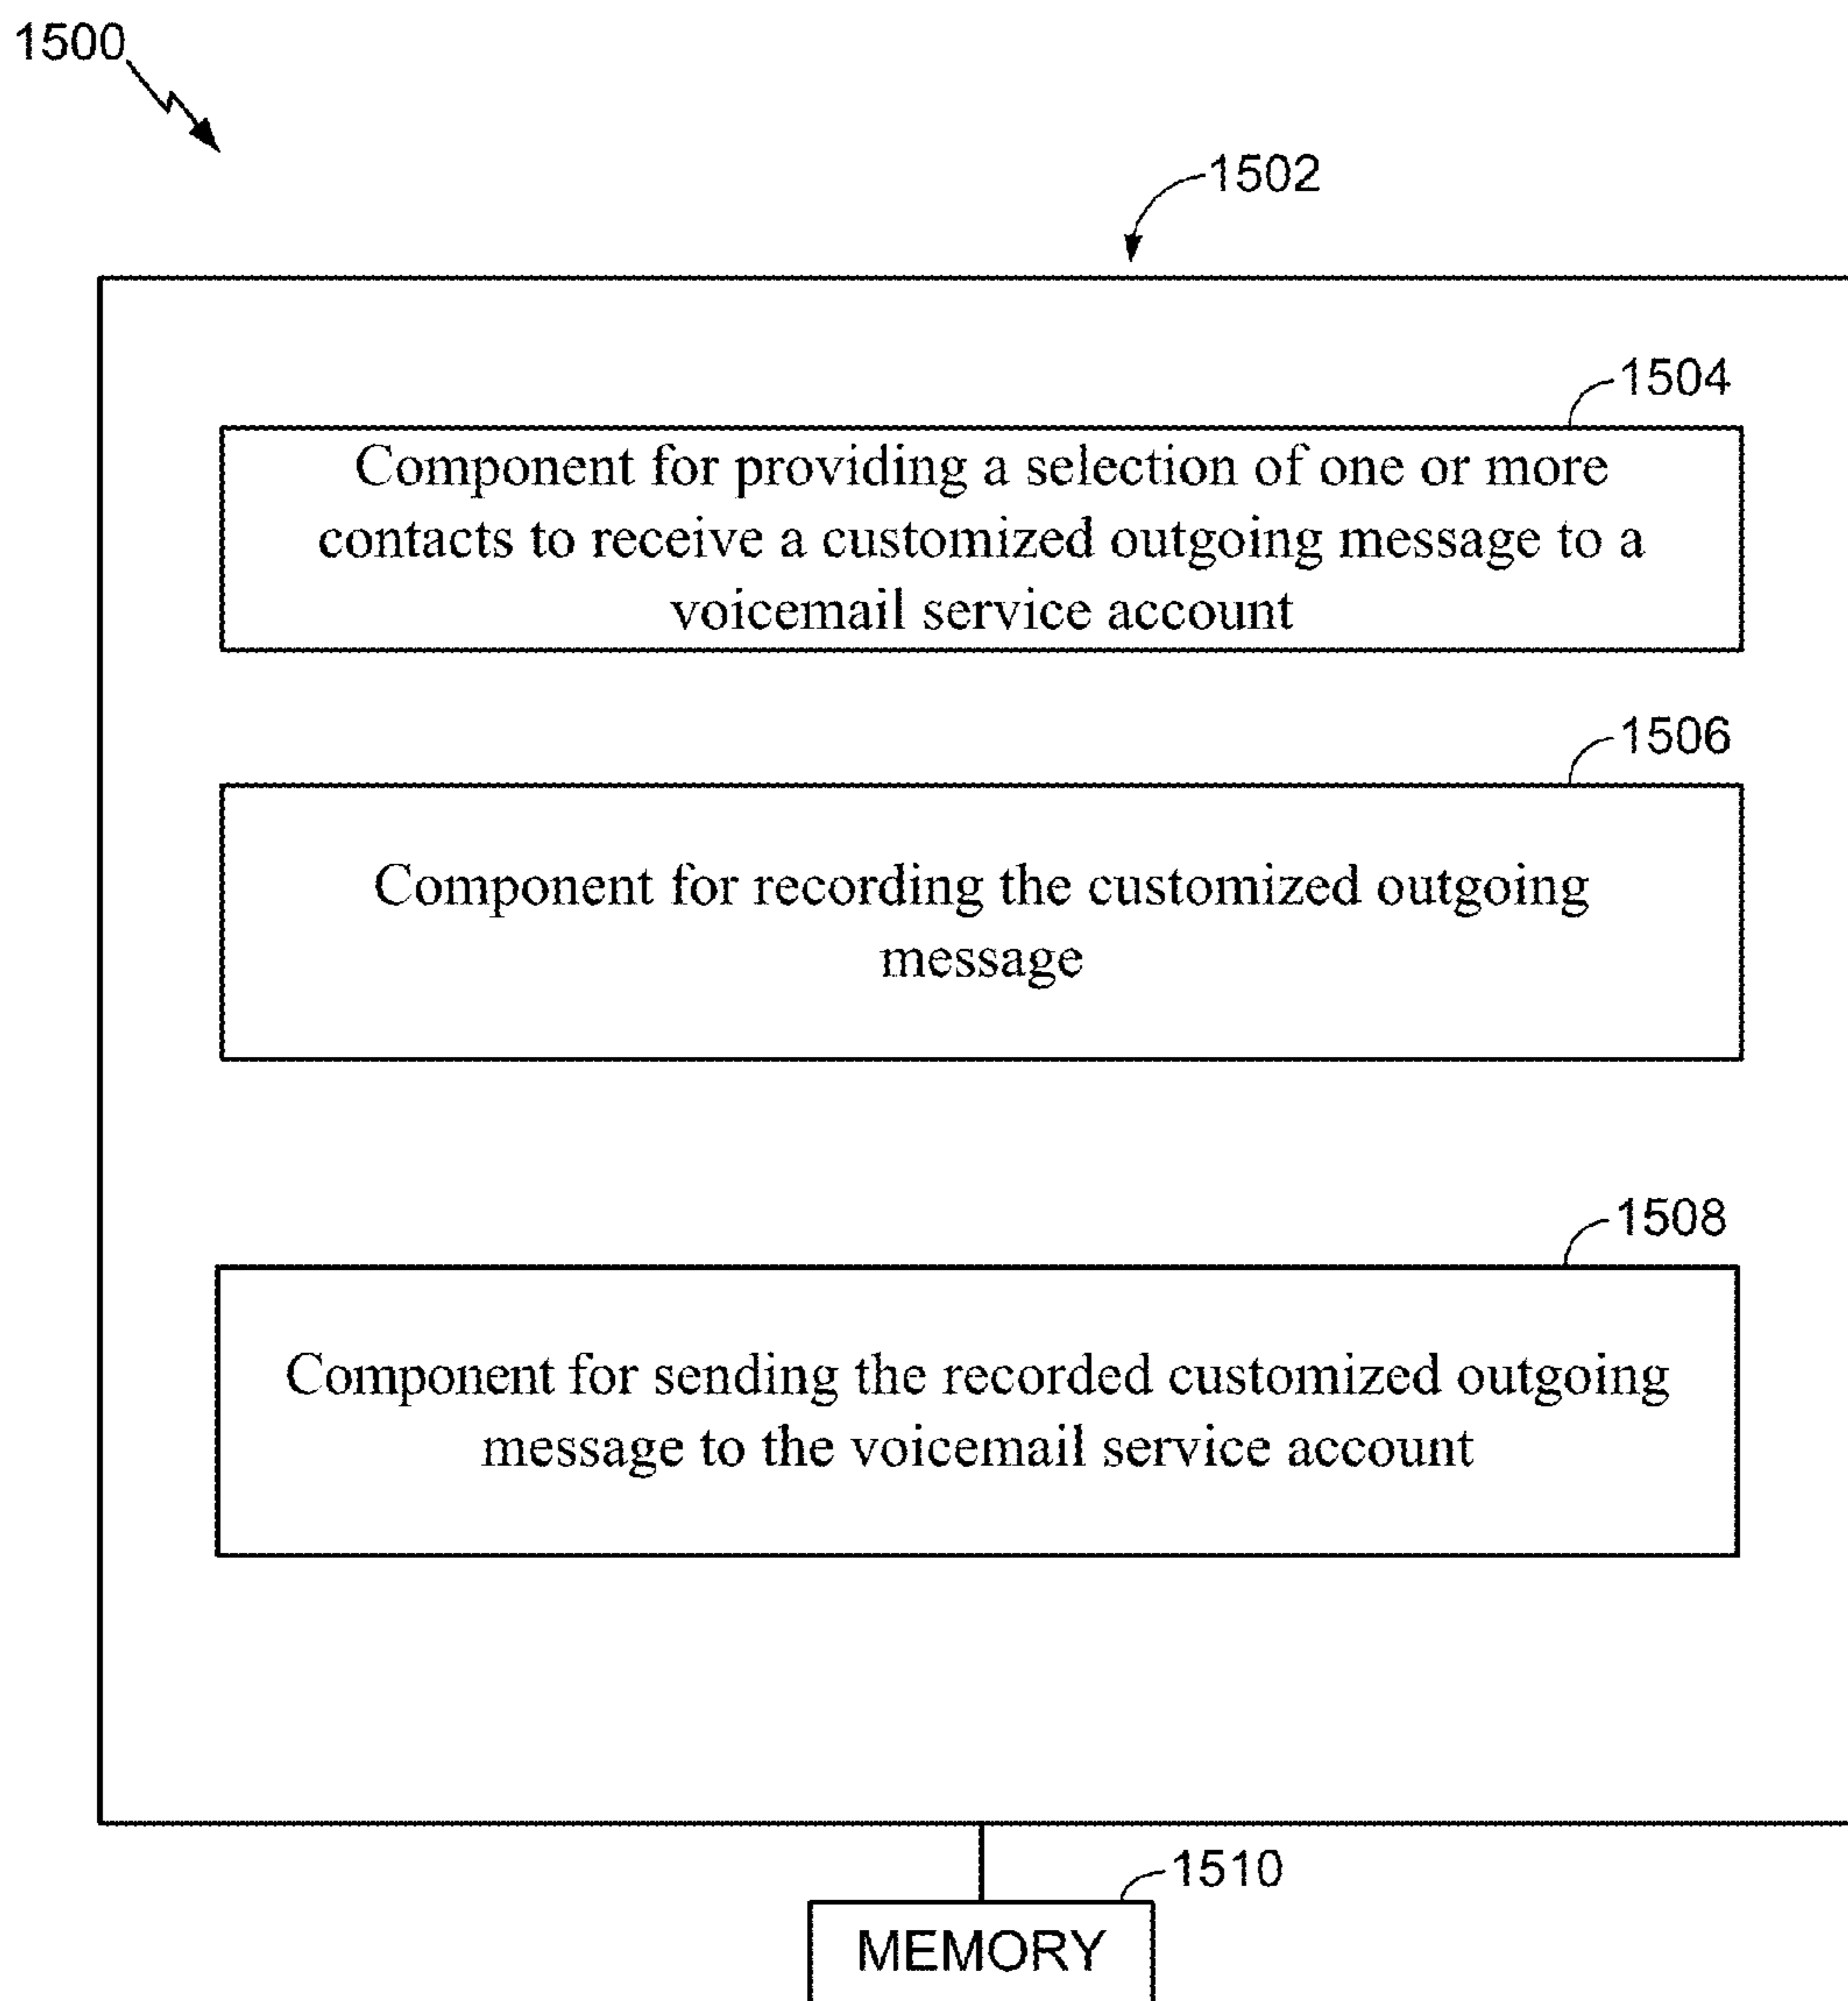 1500
1502
1504
Component for providing a selection of one or more
contacts to receive a customized outgoing message to a
voicemail service account
1506
Component for recording the customized outgoing
message
1508
Component for sending the recorded customized outgoing
message to the voicemail service account
1510
MEMORY